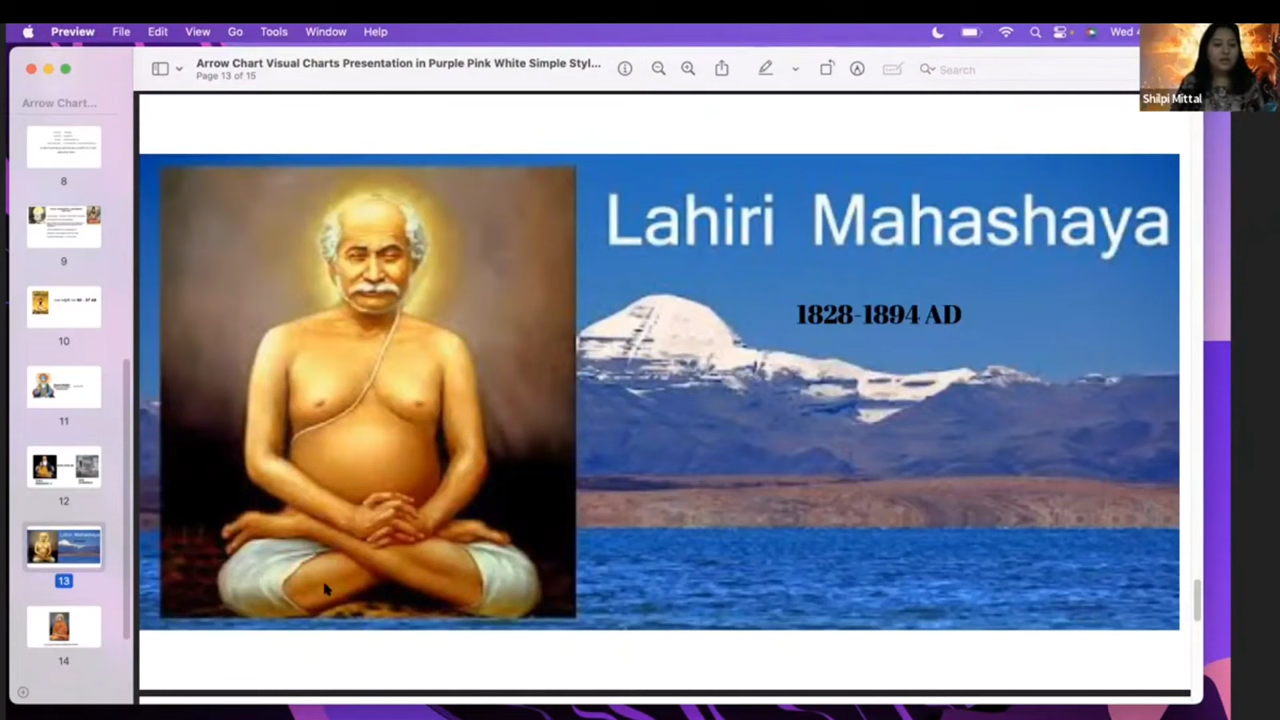 Preview File Edit View Go Tools Window Help Wed
Shilpi Mittal
Arrow Chart Visual Charts Presentation in Purple Pink White Simple Styl...
Page 13 of 15
Search
Arrow Chart...
8
9
10
11
12
13
14
Lahiri Mahashaya
1828-1894 AD